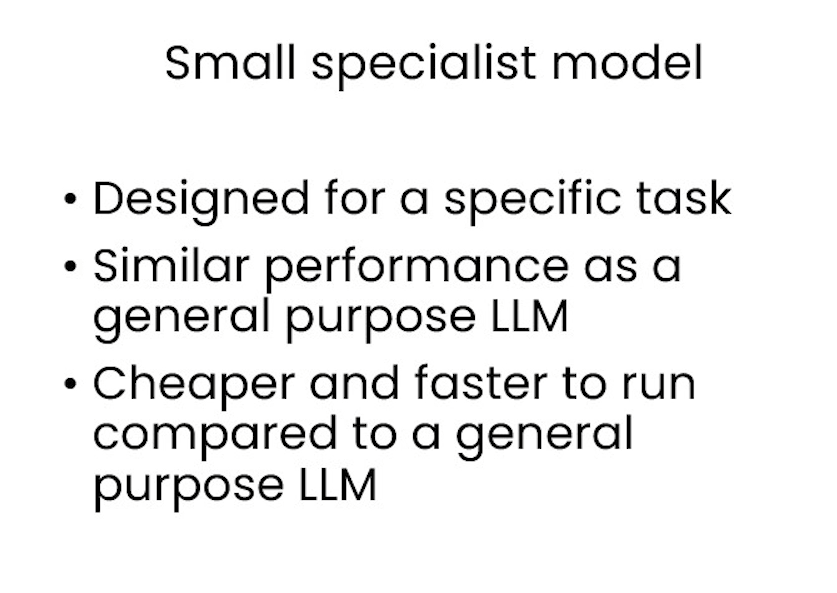 Small specialist model
• Designed for a specific task
• Similar performance as a
general purpose LLM
• Cheaper and faster to run
compared to a general
purpose LLM